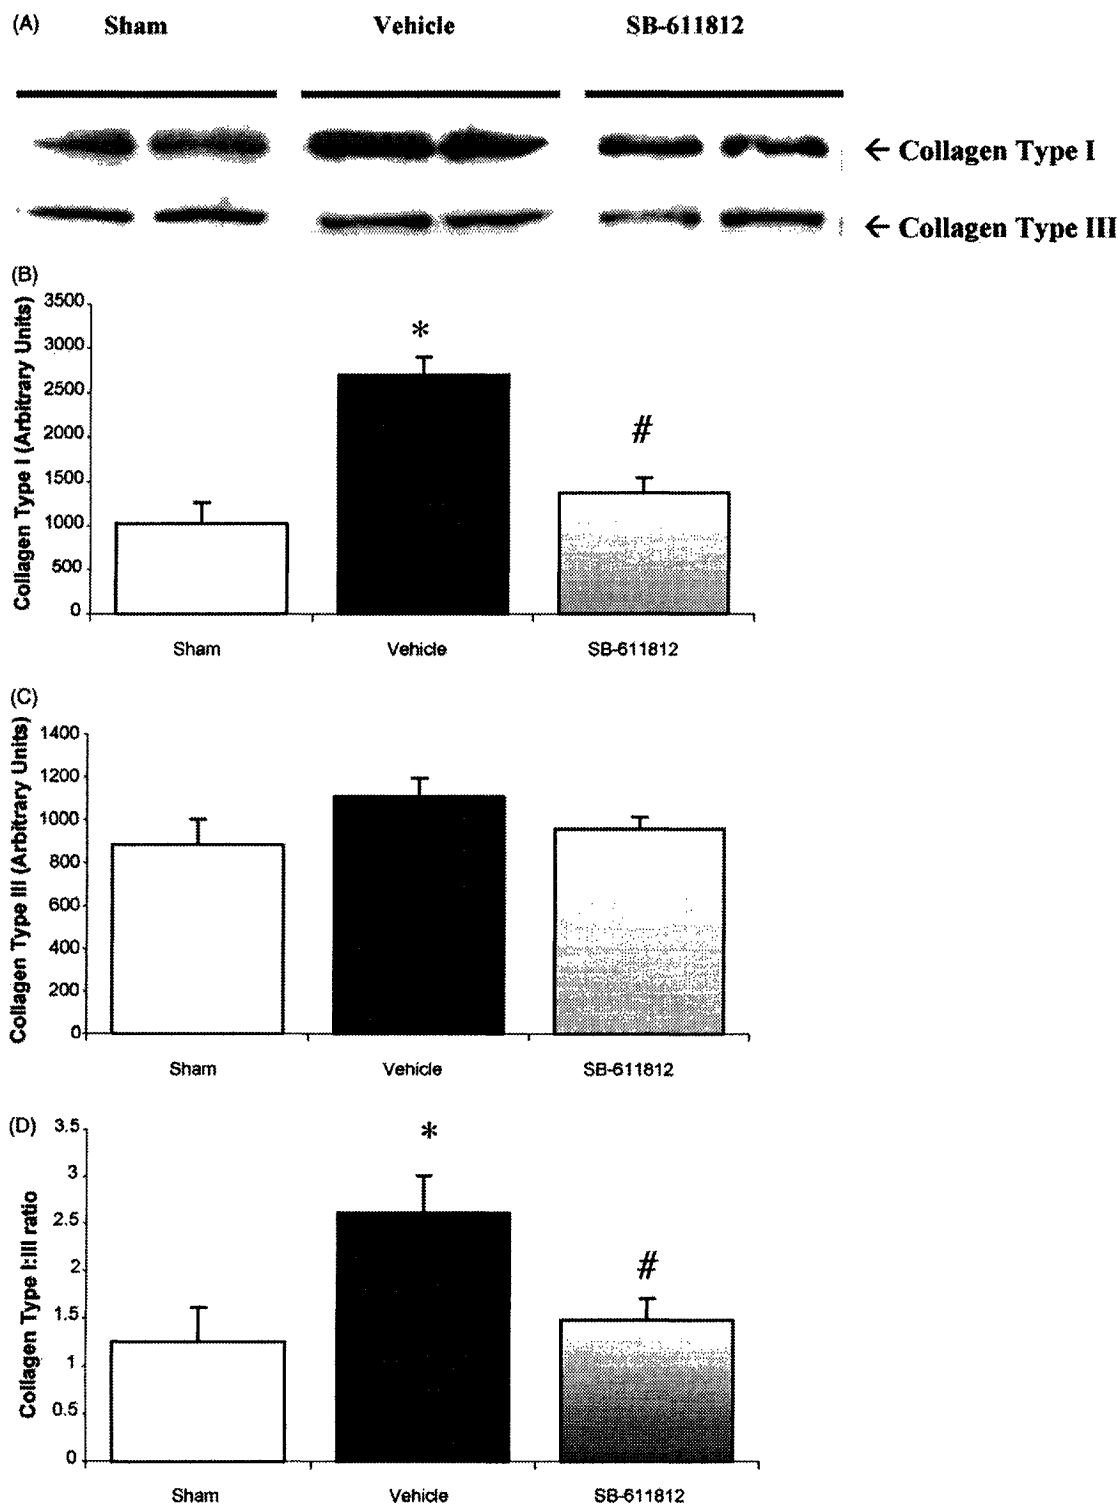 (A) Sham Vehicle SB-611812
← Collagen Type I
← Collagen Type III
(B)
Collagen Type I (Arbitrary Units)
3500
3000
2500
2000
1500
1000
500
0
*
#
Sham Vehicle SB-611812
(C)
Collagen Type III (Arbitrary Units)
1400
1200
1000
800
600
400
200
0
Sham Vehicle SB-611812
(D)
Collagen Type I:III ratio
3.5
3
2.5
2
1.5
1
0.5
0
*
#
Sham Vehicle SB-611812